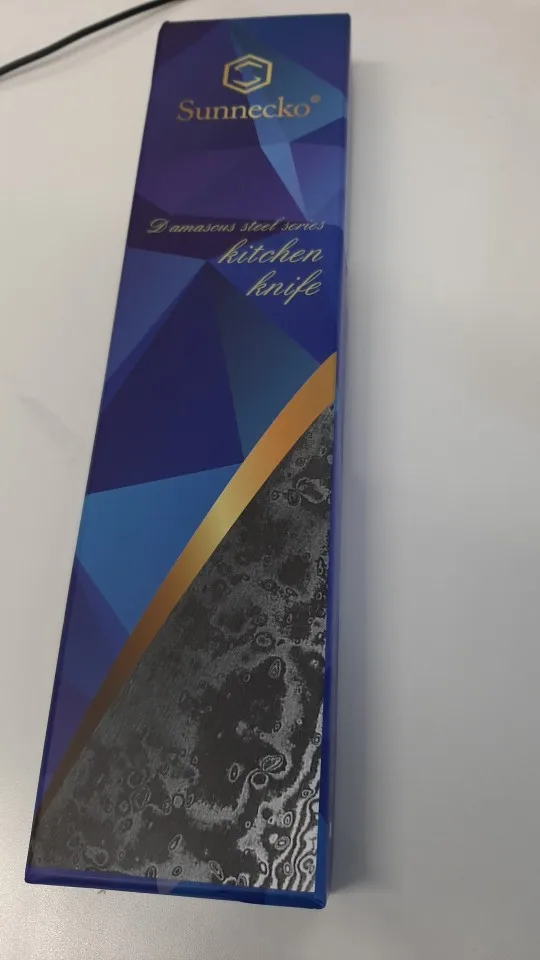 Sunnecko®
Damascus steel series
kitchen
knife